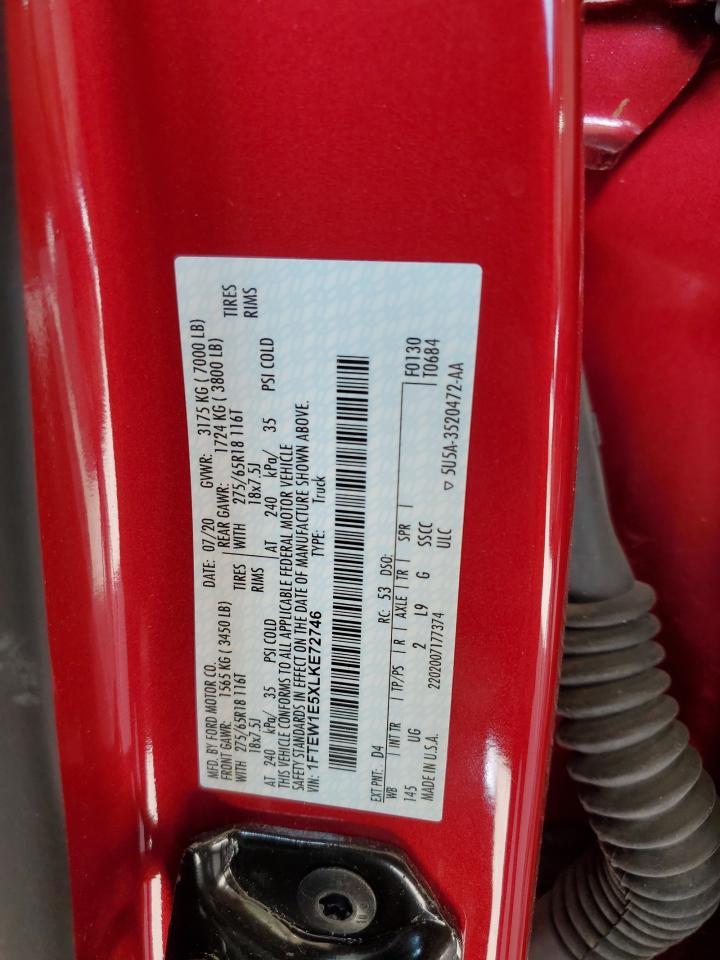 MFD. BY FORD MOTOR CO. DATE: 07/20 GVWR: 3175 KG ( 7000 LB)
FRONT GAWR: 1565 KG ( 3450 LB) REAR GAWR: 1724 KG ( 3800 LB)
WITH 275/65R18 116T TIRES WITH 275/65R18 116T TIRES
18x7.5J RIMS 18x7.5J RIMS
AT 240 kPa/ 35 PSI COLD AT 240 kPa/ 35 PSI COLD
THIS VEHICLE CONFORMS TO ALL APPLICABLE FEDERAL MOTOR VEHICLE
SAFETY STANDARDS IN EFFECT ON THE DATE OF MANUFACTURE SHOWN ABOVE.
VIN: 1FTEW1E5XLKE72746 TYPE: Truck
EXT PNT: D4 RC: 53 DSO: F0130
WB INT TR TP/PS R AXLE TR SPR T0684
145 UG 2 L9 G SSCC ▽ 5U5A-3520472-AA
MADE IN U.S.A. 2202007177374 ULC